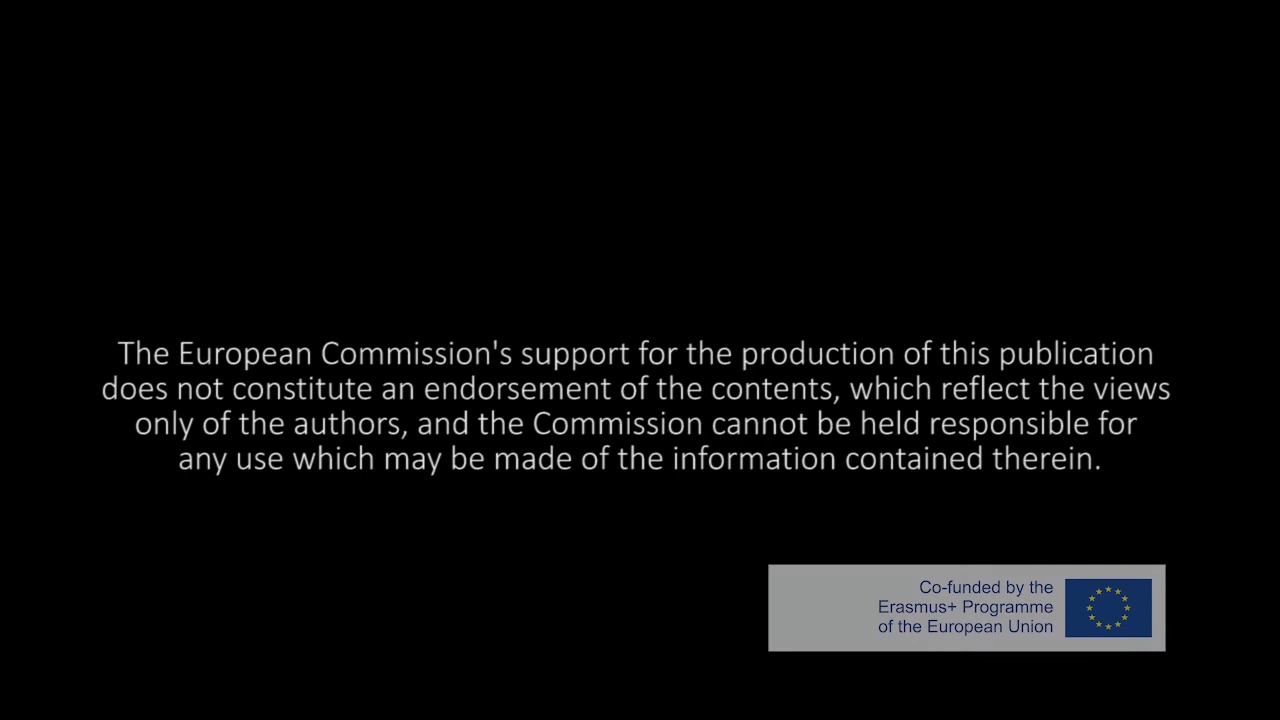 The European Commission's support for the production of this publication
does not constitute an endorsement of the contents, which reflect the views
only of the authors, and the Commission cannot be held responsible for
any use which may be made of the information contained therein.
Co-funded by the
Erasmus+ Programme
of the European Union